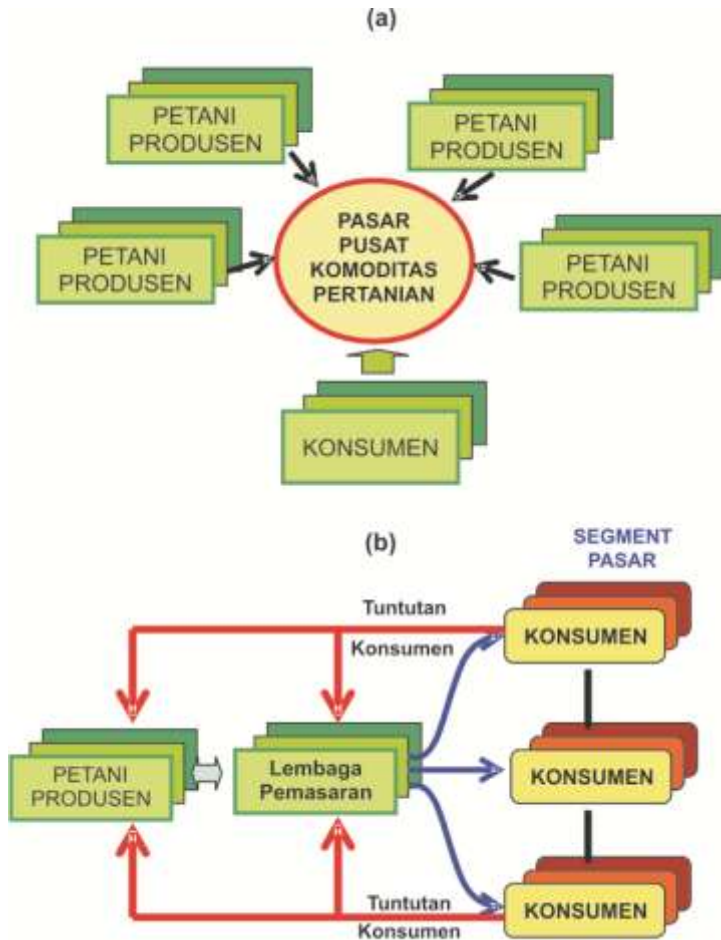 (a)
PETANI
PRODUSEN
PETANI
PRODUSEN
PETANI
PRODUSEN
PASAR
PUSAT
KOMODITAS
PERTANIAN
PETANI
PRODUSEN
KONSUMEN
(b)
SEGMENT
PASAR
Tuntutan
Konsumen
KONSUMEN
PETANI
PRODUSEN
Lembaga
Pemasaran
KONSUMEN
Tuntutan
Konsumen
KONSUMEN